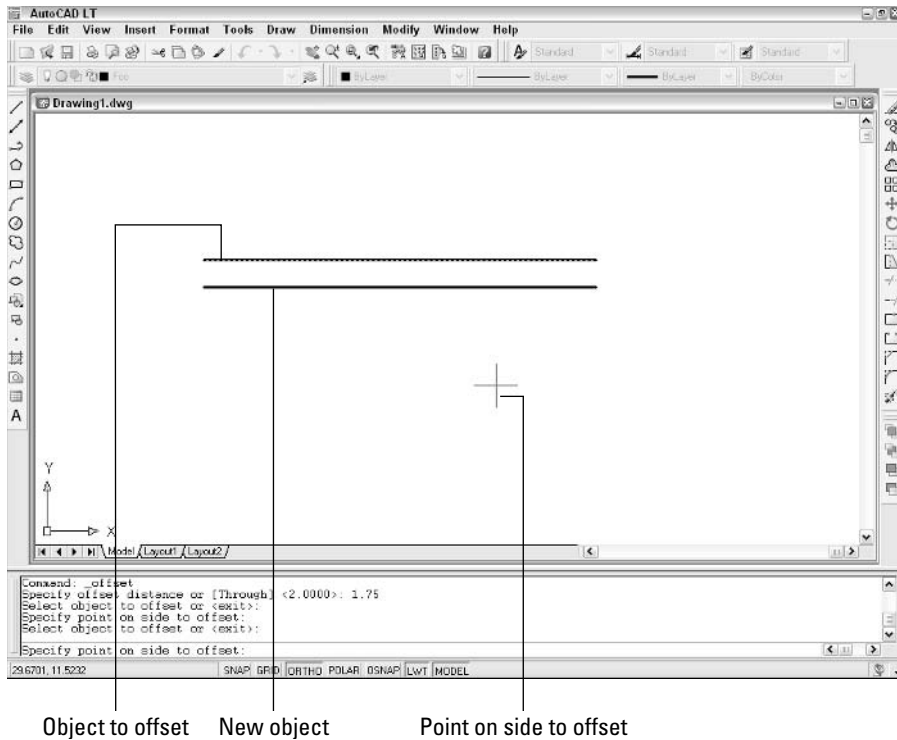 AutoCAD LT
File Edit View Insert Format Tools Draw Dimension Modify Window Help
Standard Standard Standard
Foo ByLayer ByLayer ByLayer ByColor
Drawing1.dwg
A
Y
X
Model Layout1 Layout2
Command: _offset
Specify offset distance or [Through] <2.0000>: 1.75
Select object to offset or <exit>:
Specify point on side to offset:
Select object to offset or <exit>:
Specify point on side to offset:
29.6701, 11.5232 SNAP GRID ORTHO POLAR OSNAP LWT MODEL
Object to offset New object Point on side to offset